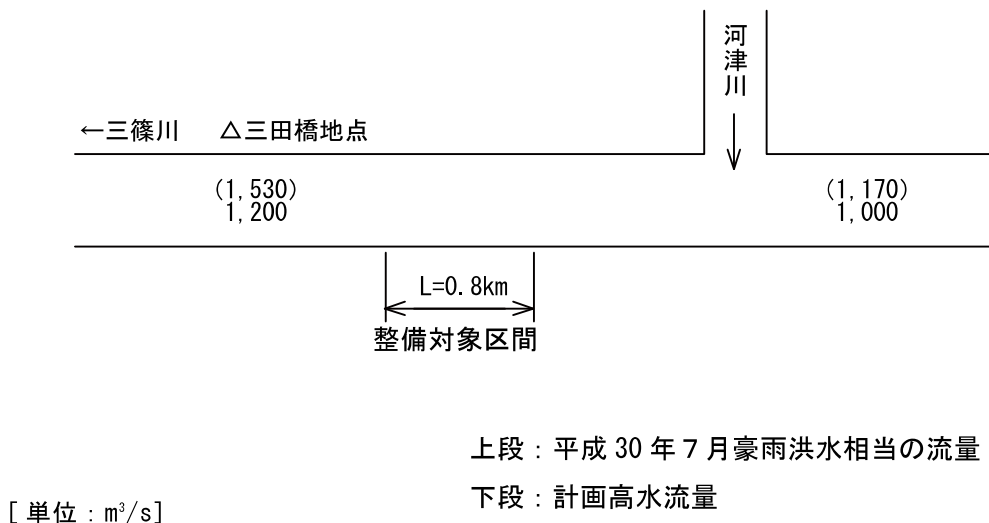 河津川
←三篠川 △三田橋地点
(1,530)
1,200
(1,170)
1,000
L=0.8km
整備対象区間
上段：平成30年7月豪雨洪水相当の流量
下段：計画高水流量
[単位：m³/s]